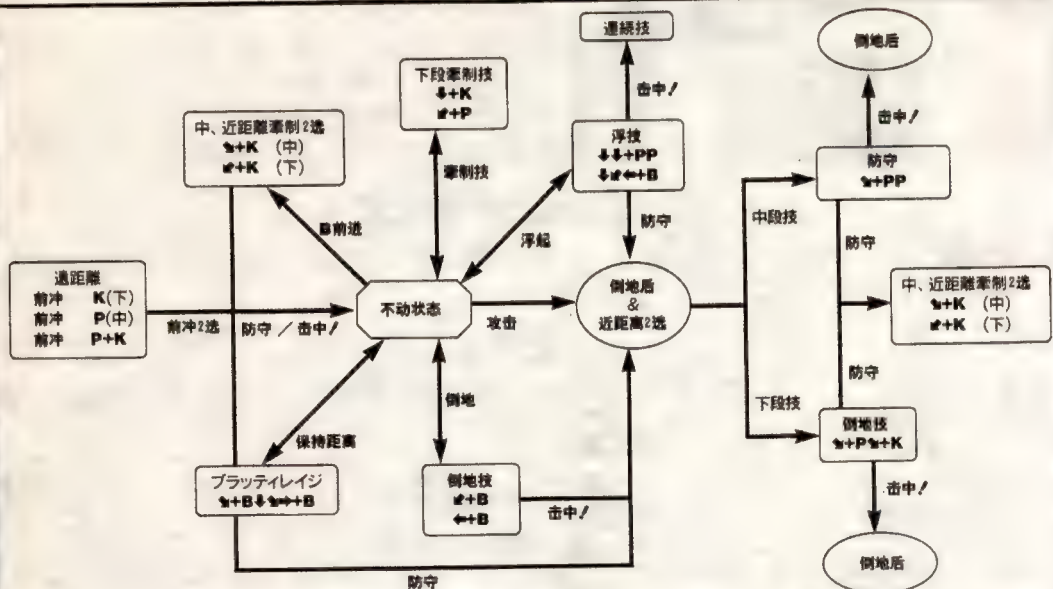 連続技
倒地后
下段牽制技
⬇+K
⬋+P
击中！
击中！
中、近距離牽制2选
⬊+K (中)
⬋+K (下)
浮技
⬇⬇+PP
⬇⬋⬅+B
防守
⬊+PP
牽制技
中段技
B前进
浮起
防守
防守
遠距離
前冲 K(下)
前冲 P(中)
前冲 P+K
前冲2选
防守／击中！
不动状态
攻击
倒地后
&
近距离2选
中、近距離牽制2选
⬊+K (中)
⬋+K (下)
防守
倒地
下段技
保持距离
倒地技
⬊+P⬊+K
ブラッティレイジ
⬊+B⬇⬊➡+B
倒地技
⬋+B
⬅+B
击中！
击中！
倒地后
防守